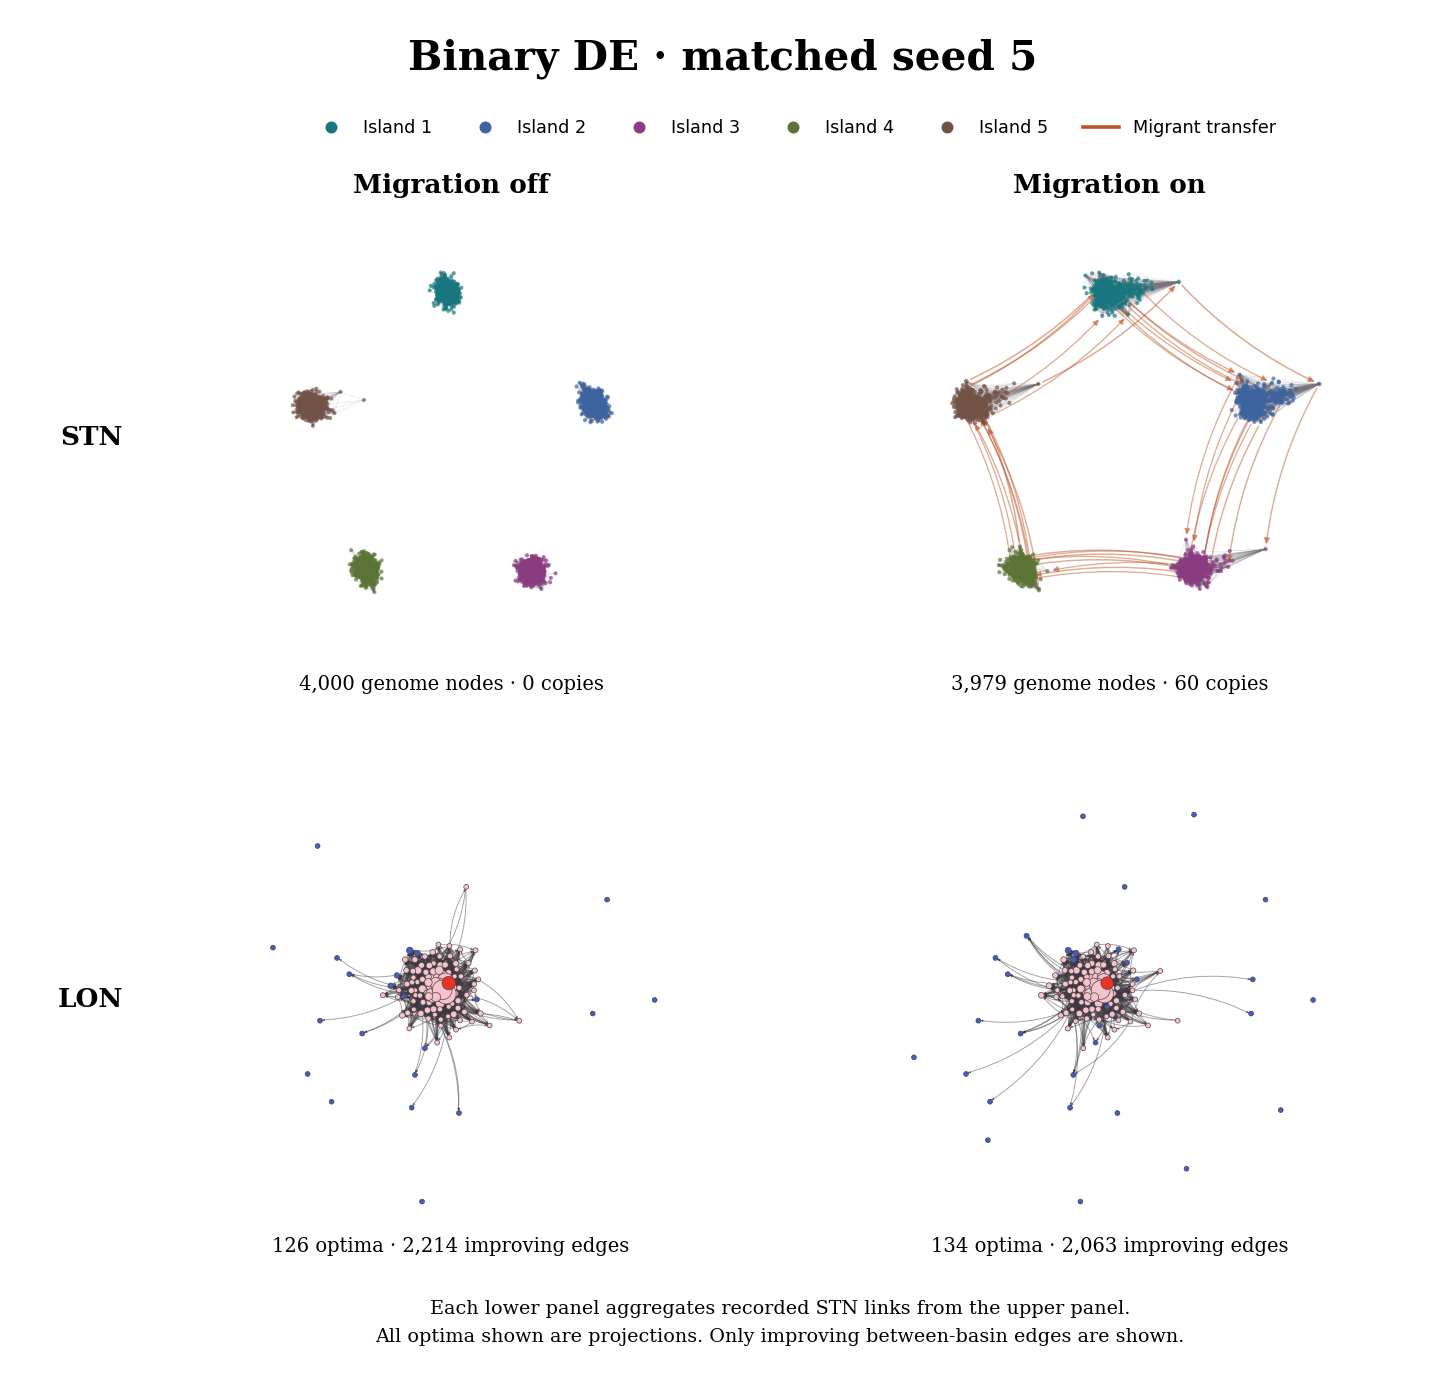 Binary DE · matched seed 5
Island 1 Island 2 Island 3 Island 4 Island 5 Migrant transfer
Migration off Migration on
STN
4,000 genome nodes · 0 copies 3,979 genome nodes · 60 copies
LON
126 optima · 2,214 improving edges 134 optima · 2,063 improving edges
Each lower panel aggregates recorded STN links from the upper panel.
All optima shown are projections. Only improving between-basin edges are shown.